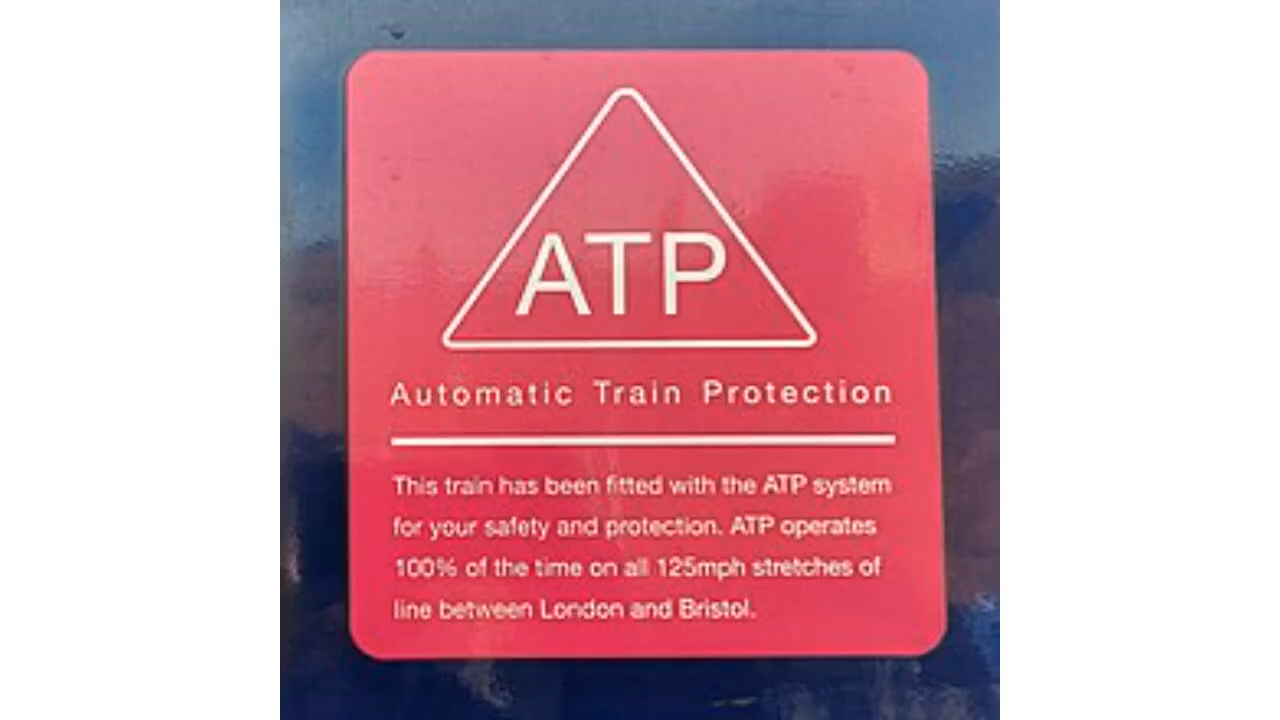 ATP
Automatic Train Protection
This train has been fitted with the ATP system
for your safety and protection. ATP operates
100% of the time on all 125mph stretches of
line between London and Bristol.